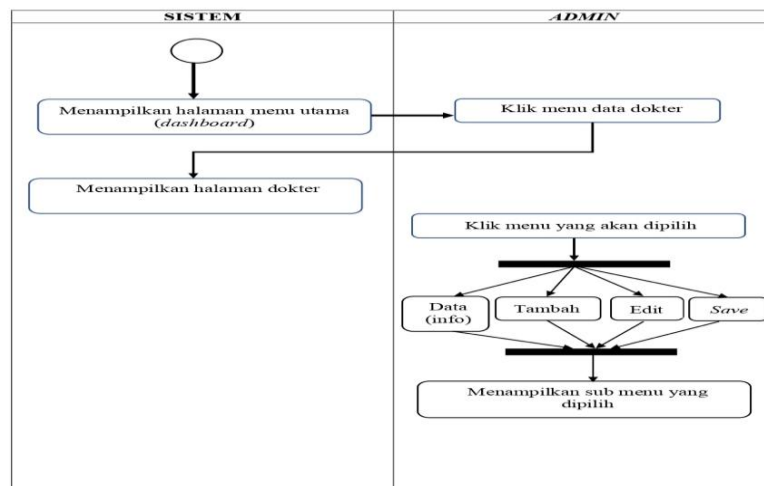 SISTEM
ADMIN
Menampilkan halaman menu utama
(dashboard)
Klik menu data dokter
Menampilkan halaman dokter
Klik menu yang akan dipilih
Data
(info)
Tambah
Edit
Save
Menampilkan sub menu yang
dipilih